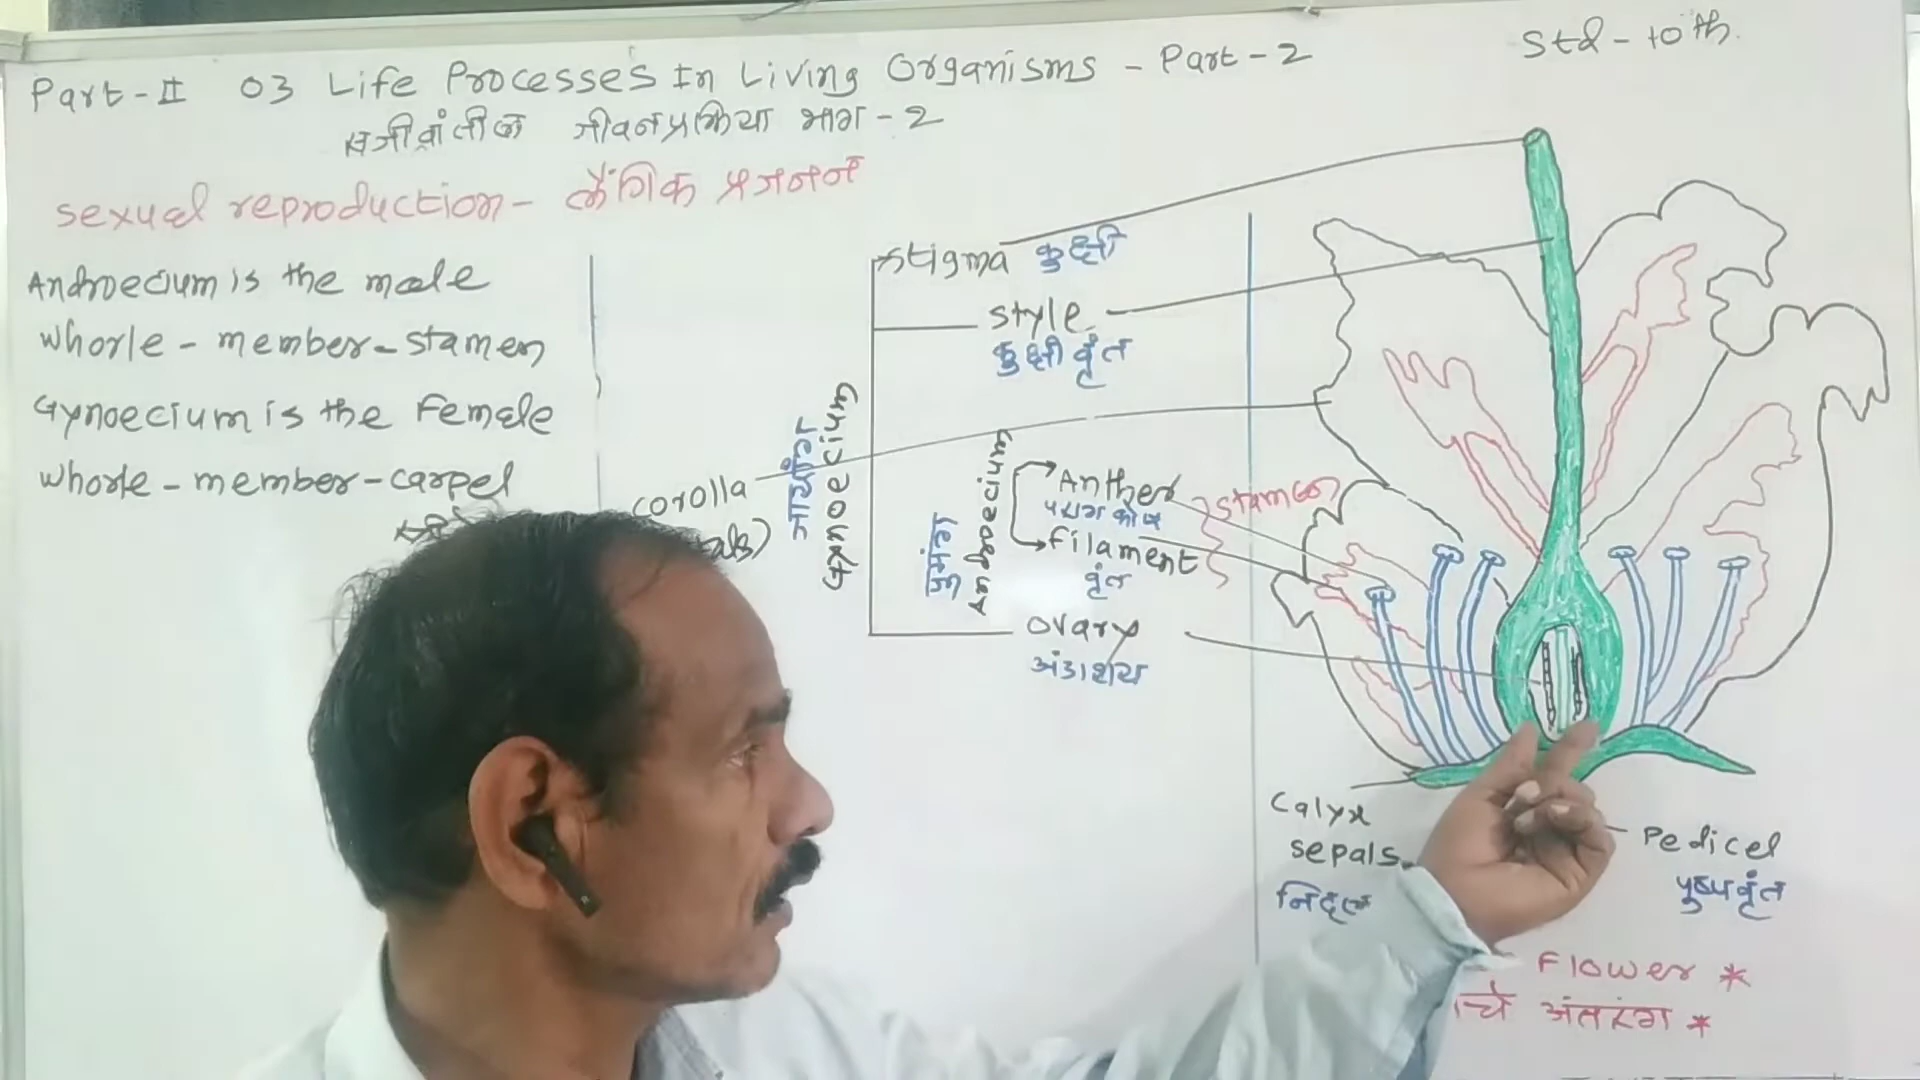 Part-II 03 Life Processes In Living Organisms - Part-2
Std-10th.
सजीवांतील जीवनप्रक्रिया भाग-2
sexual reproduction- लैंगिक प्रजनन
Androecium is the male
whorle - member - stamen
Gynoecium is the Female
whorle - member - carpel
stigma कुक्षी
style
कुक्षी वृंत
Gynoecium
जायांग
corolla
Androecium
पुमंग
Anther
पराग कोष
filament
वृंत
stamen
ovary
अंडाशय
Calyx
sepals
निदल
Pedicel
पुष्पवृंत
Flower *
चे अंतरंग *